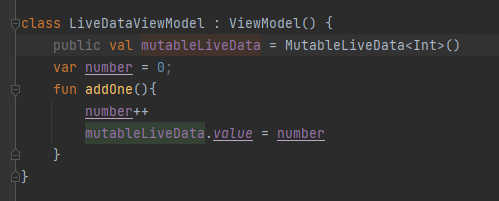 class LiveDataViewModel : ViewModel() {
    public val mutableLiveData = MutableLiveData<Int>()
    var number = 0;
    fun addOne(){
        number++
        mutableLiveData.value = number
    }
}